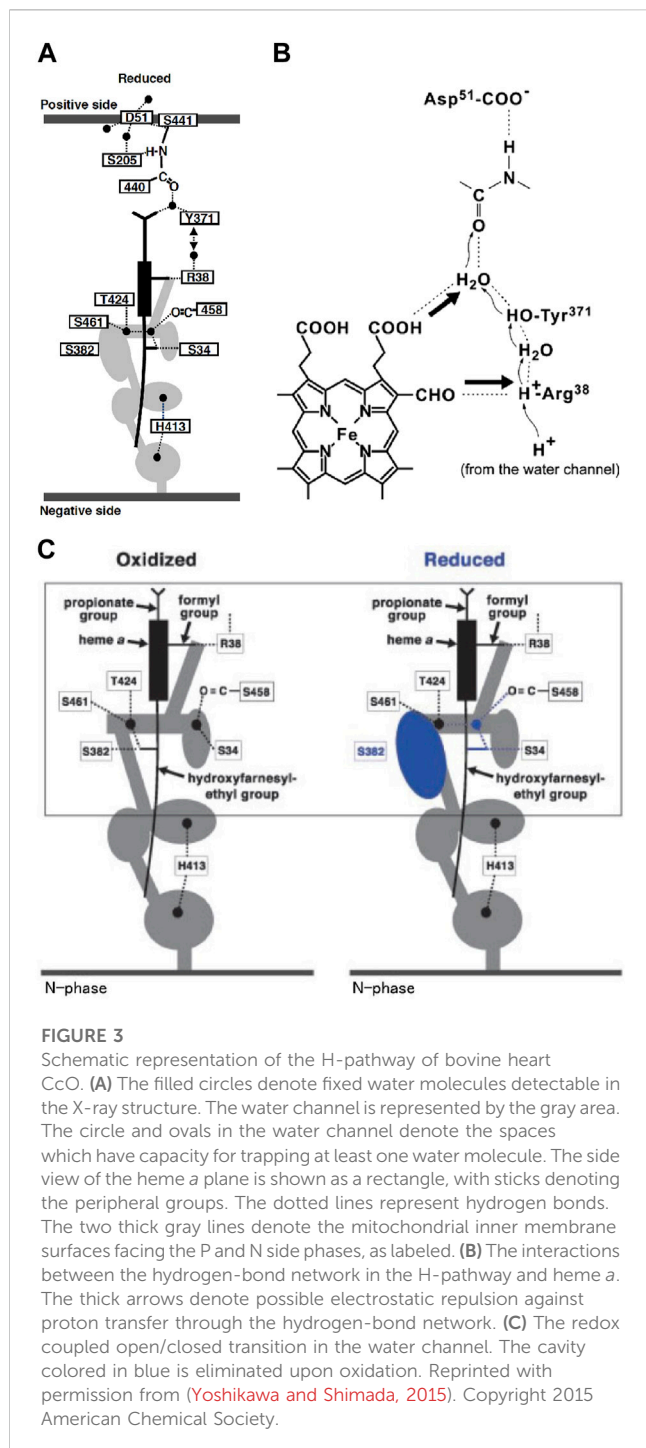 A
Reduced
Positive side
D51
S441
S205
H-N
440
C=O
Y371
R38
T424
O=C
458
S461
S382
S34
H413
Negative side
B
Asp51-COO-
H
N
C
O
H2O
COOH
COOH
HO-Tyr371
H2O
CHO
H+-Arg38
N
N
Fe
N
N
H+
(from the water channel)
C
Oxidized
Reduced
propionate
group
formyl
group
heme a
R38
T424
S461
O=C
S458
S382
S34
hydroxyfarnesyl-
ethyl group
H413
N-phase
propionate
group
formyl
group
heme a
R38
T424
S461
O=C
S458
S382
S34
hydroxyfarnesyl-
ethyl group
H413
N-phase
FIGURE 3
Schematic representation of the H-pathway of bovine heart
CcO. (A) The filled circles denote fixed water molecules detectable in
the X-ray structure. The water channel is represented by the gray area.
The circle and ovals in the water channel denote the spaces
which have capacity for trapping at least one water molecule. The side
view of the heme a plane is shown as a rectangle, with sticks denoting
the peripheral groups. The dotted lines represent hydrogen bonds.
The two thick gray lines denote the mitochondrial inner membrane
surfaces facing the P and N side phases, as labeled. (B) The interactions
between the hydrogen-bond network in the H-pathway and heme a.
The thick arrows denote possible electrostatic repulsion against
proton transfer through the hydrogen-bond network. (C) The redox
coupled open/closed transition in the water channel. The cavity
colored in blue is eliminated upon oxidation. Reprinted with
permission from (Yoshikawa and Shimada, 2015). Copyright 2015
American Chemical Society.